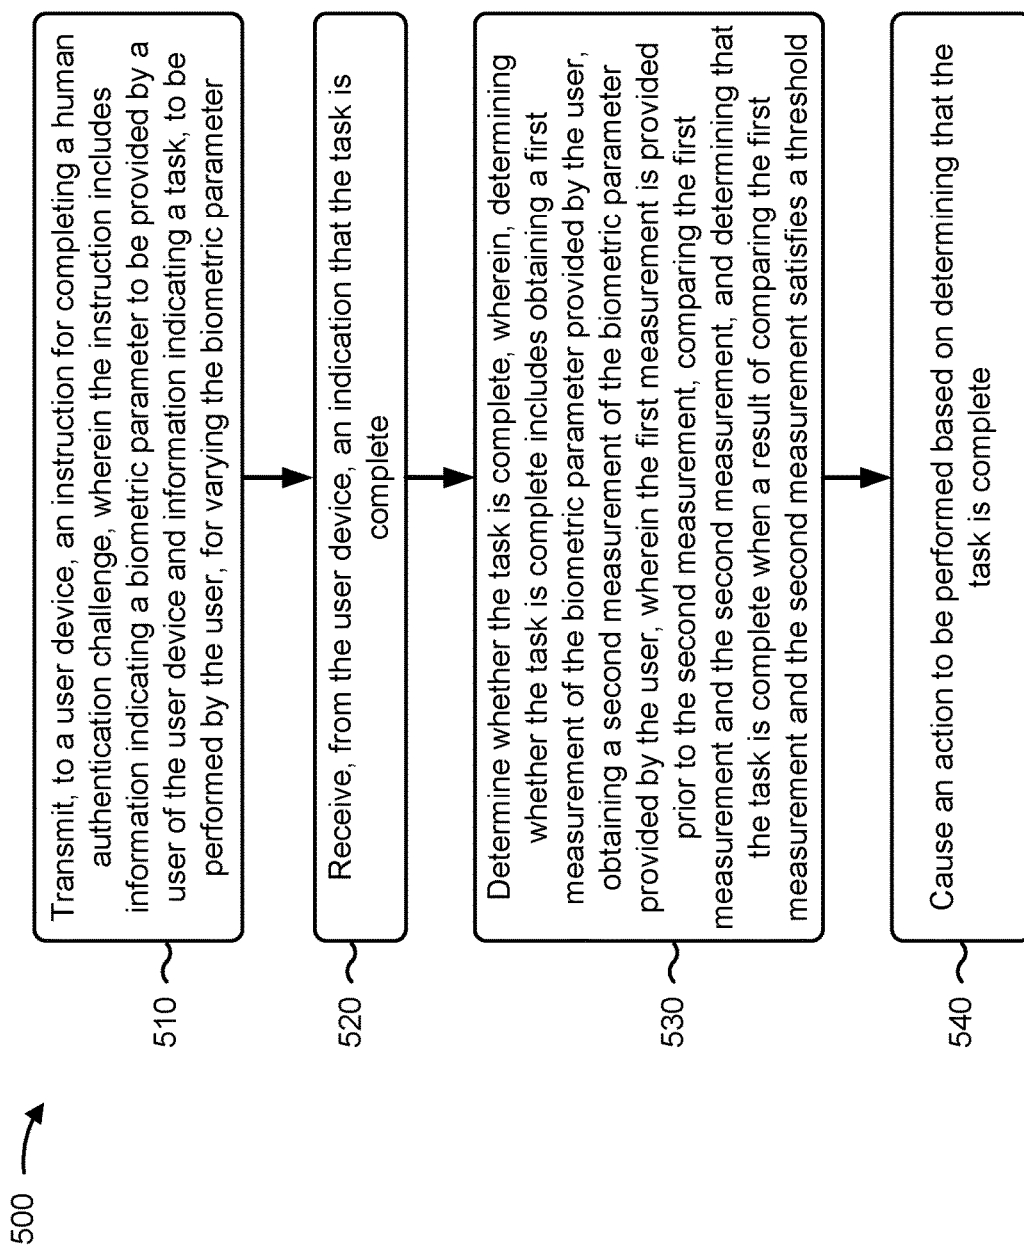 500
510
Transmit, to a user device, an instruction for completing a human
authentication challenge, wherein the instruction includes
information indicating a biometric parameter to be provided by a
user of the user device and information indicating a task, to be
performed by the user, for varying the biometric parameter
520
Receive, from the user device, an indication that the task is
complete
530
Determine whether the task is complete, wherein, determining
whether the task is complete includes obtaining a first
measurement of the biometric parameter provided by the user,
obtaining a second measurement of the biometric parameter
provided by the user, wherein the first measurement is provided
prior to the second measurement, comparing the first
measurement and the second measurement, and determining that
the task is complete when a result of comparing the first
measurement and the second measurement satisfies a threshold
540
Cause an action to be performed based on determining that the
task is complete